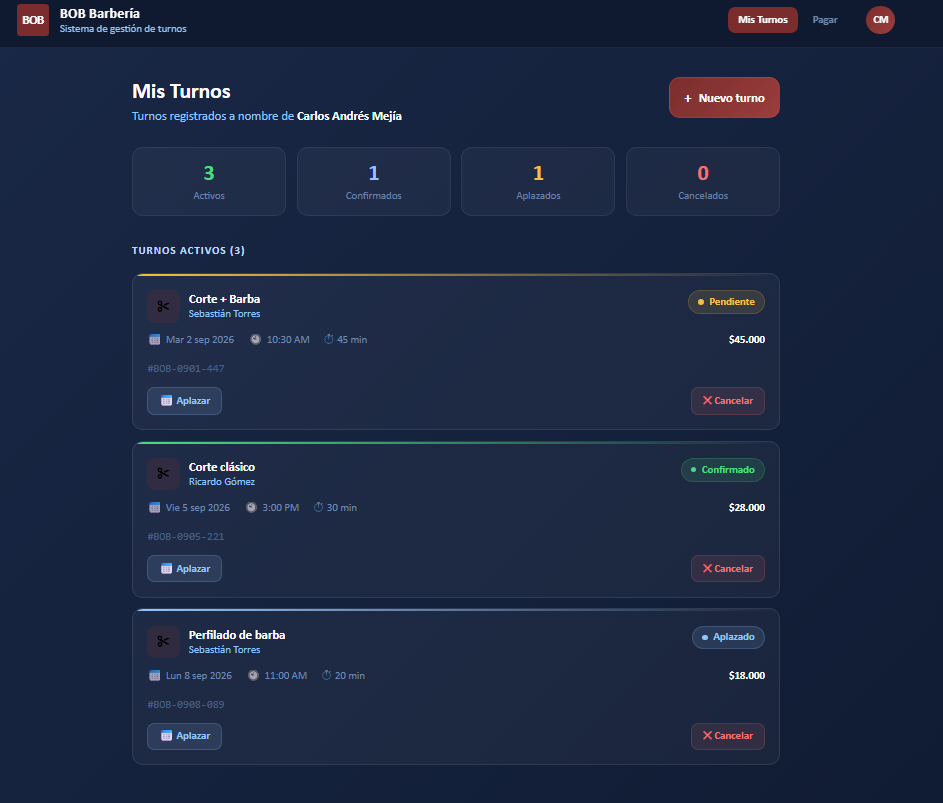 BOB
BOB Barbería
Sistema de gestión de turnos
Mis Turnos
Pagar
CM
Mis Turnos
Turnos registrados a nombre de Carlos Andrés Mejía
+ Nuevo turno
3
Activos
1
Confirmados
1
Aplazados
0
Cancelados
TURNOS ACTIVOS (3)
Corte + Barba
Sebastián Torres
Pendiente
Mar 2 sep 2026 10:30 AM 45 min
$45.000
#BOB-0901-447
Aplazar
Cancelar
Corte clásico
Ricardo Gómez
Confirmado
Vie 5 sep 2026 3:00 PM 30 min
$28.000
#BOB-0905-221
Aplazar
Cancelar
Perfilado de barba
Sebastián Torres
Aplazado
Lun 8 sep 2026 11:00 AM 20 min
$18.000
#BOB-0908-089
Aplazar
Cancelar